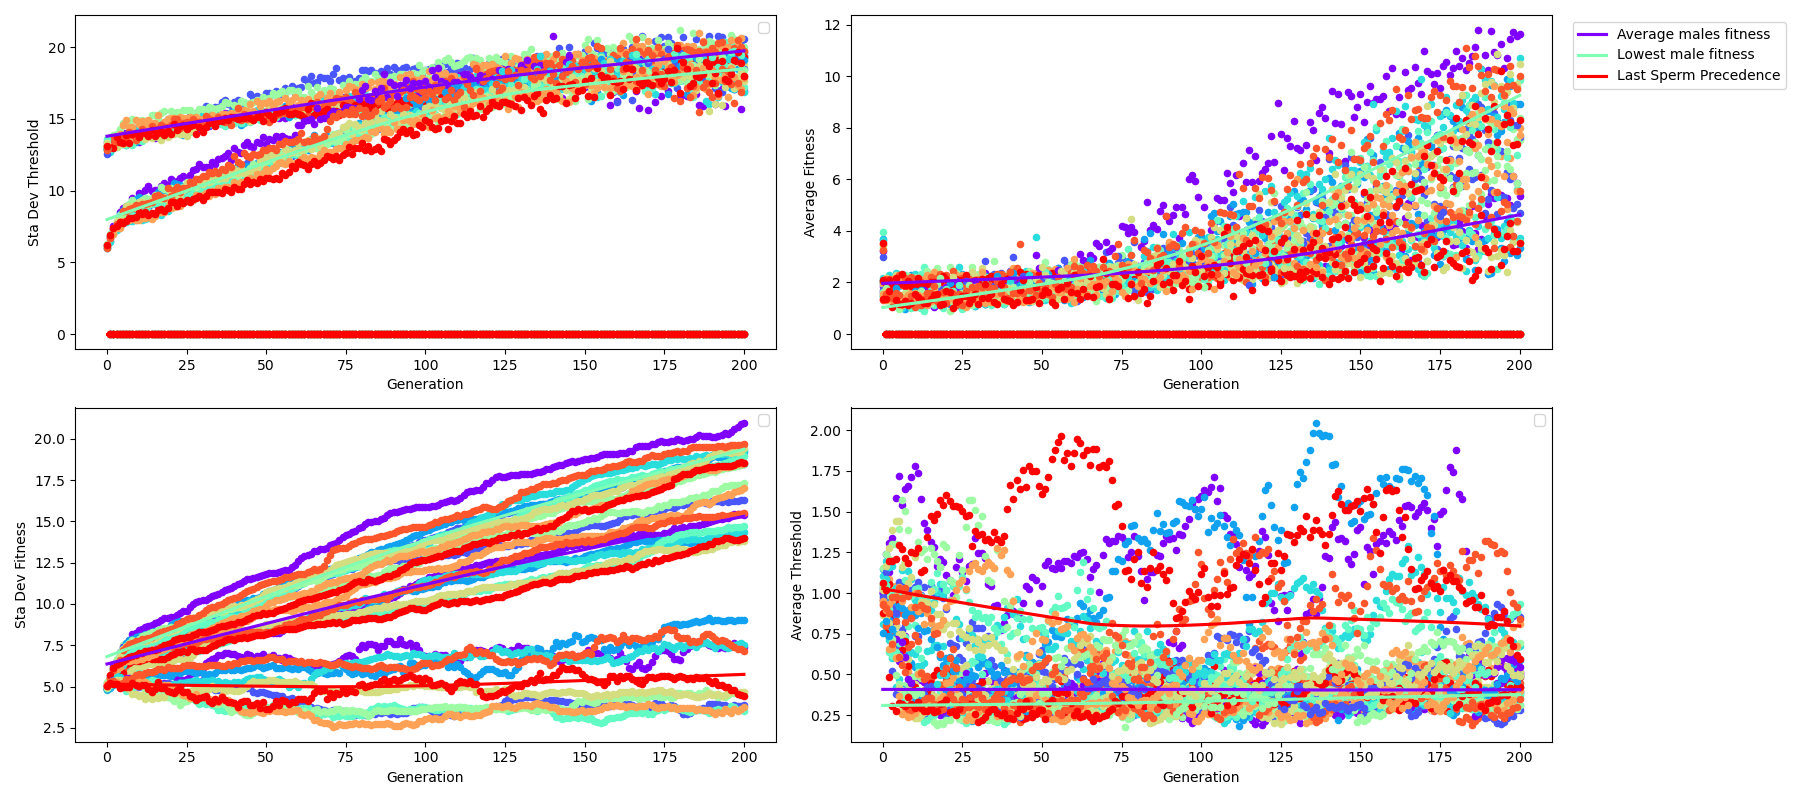 20
15
10
5
0
Sta Dev Threshold
0 25 50 75 100 125 150 175 200
Generation
12
10
8
6
4
2
0
Average Fitness
0 25 50 75 100 125 150 175 200
Generation
Average males fitness
Lowest male fitness
Last Sperm Precedence
20.0
17.5
15.0
12.5
10.0
7.5
5.0
2.5
Sta Dev Fitness
0 25 50 75 100 125 150 175 200
Generation
2.00
1.75
1.50
1.25
1.00
0.75
0.50
0.25
Average Threshold
0 25 50 75 100 125 150 175 200
Generation